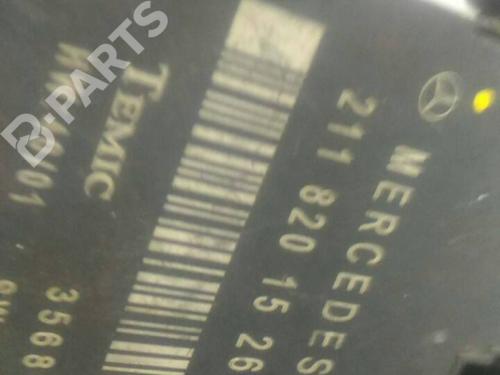 MERCEDES
211 820 15 26
TEMIC
3568
B-PARTS